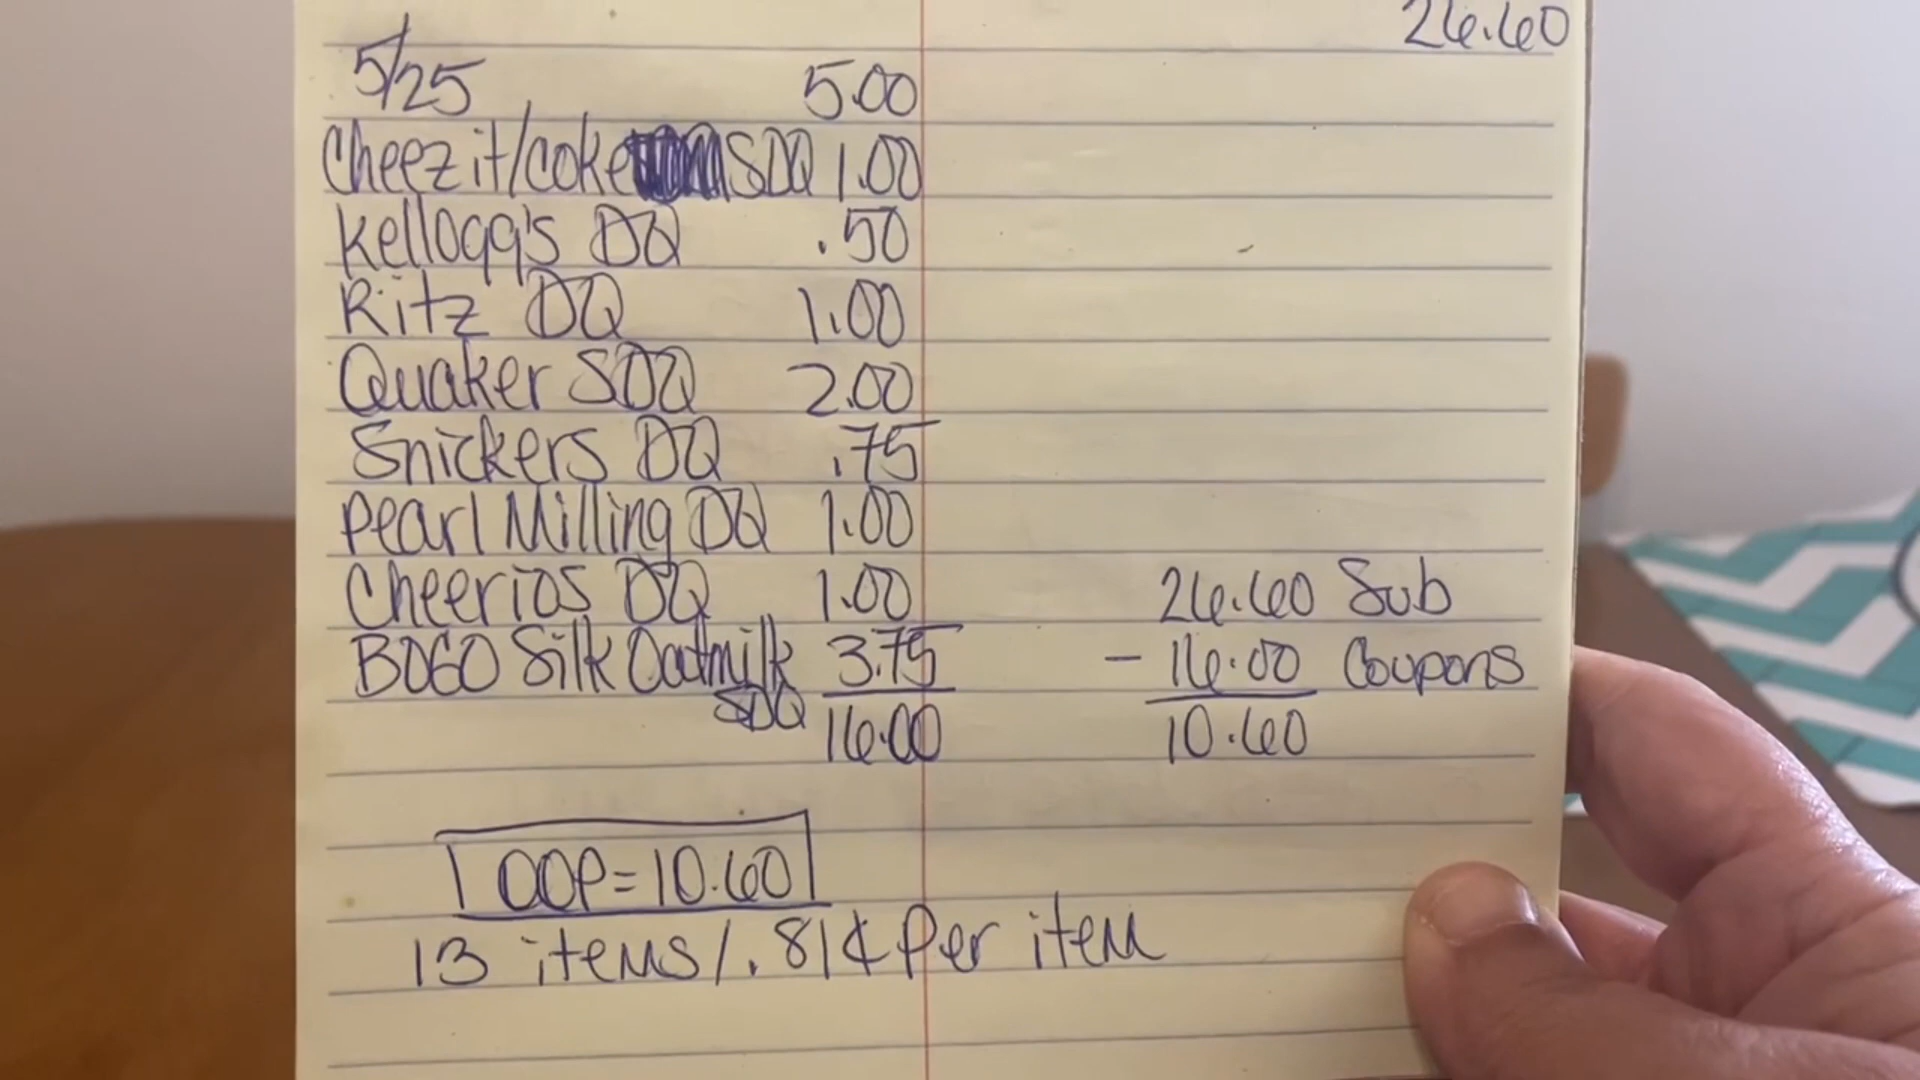 26.60
5/25 5.00
Cheez it/coke SDQ 1.00
Kellogg's DQ .50
Ritz DQ 1.00
Quaker SDQ 2.00
Snickers DQ .75
Pearl Milling DQ 1.00
Cheerios DQ 1.00
BOGO Silk Oatmilk 3.75
SDQ
16.00
26.60 Sub
- 16.00 Coupons
10.60
OOP=10.60
13 items/.81¢ Per item